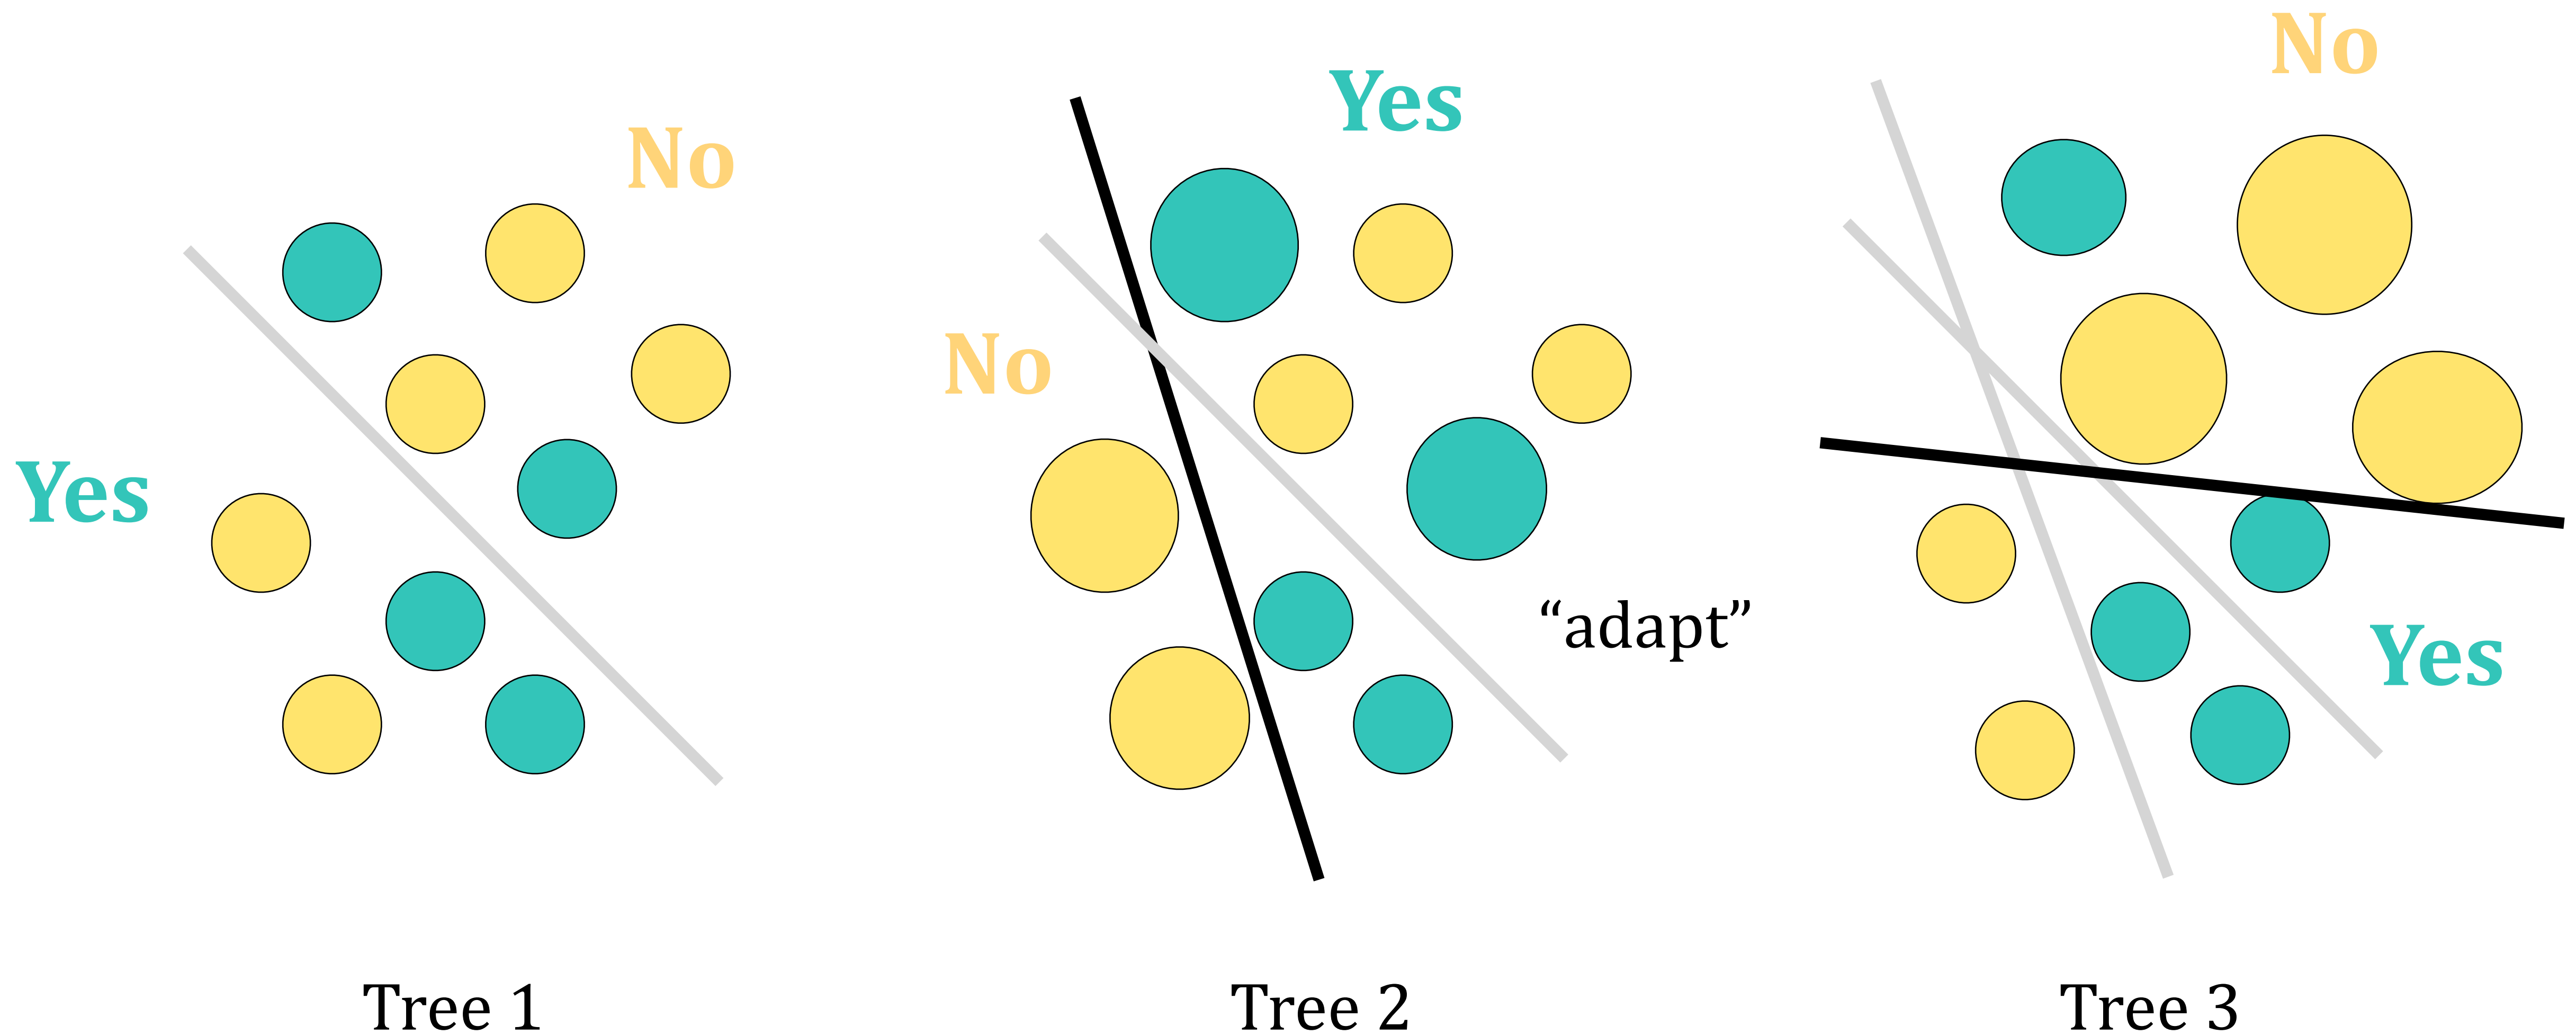 No
Yes
Tree 1
Yes
No
“adapt”
Tree 2
No
Yes
Tree 3